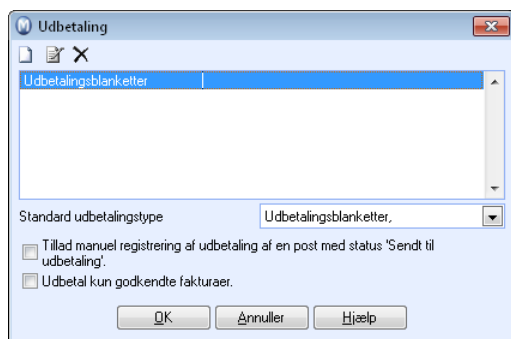 Udbetaling
Udbetalingsblanketter
Standard udbetalingstype
Udbetalingsblanketter,
Tillad manuel registrering af udbetaling af en post med status 'Sendt til
udbetaling'.
Udbetal kun godkendte fakturaer.
OK
Annuller
Hjælp